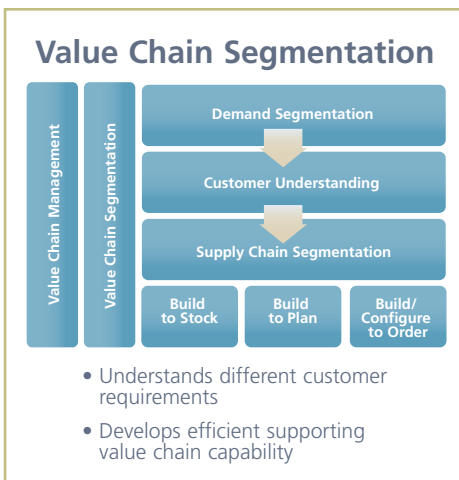 Value Chain Segmentation
Value Chain Management
Value Chain Segmentation
Demand Segmentation
Customer Understanding
Supply Chain Segmentation
Build
to Stock
Build
to Plan
Build/
Configure
to Order
• Understands different customer
requirements
• Develops efficient supporting
value chain capability